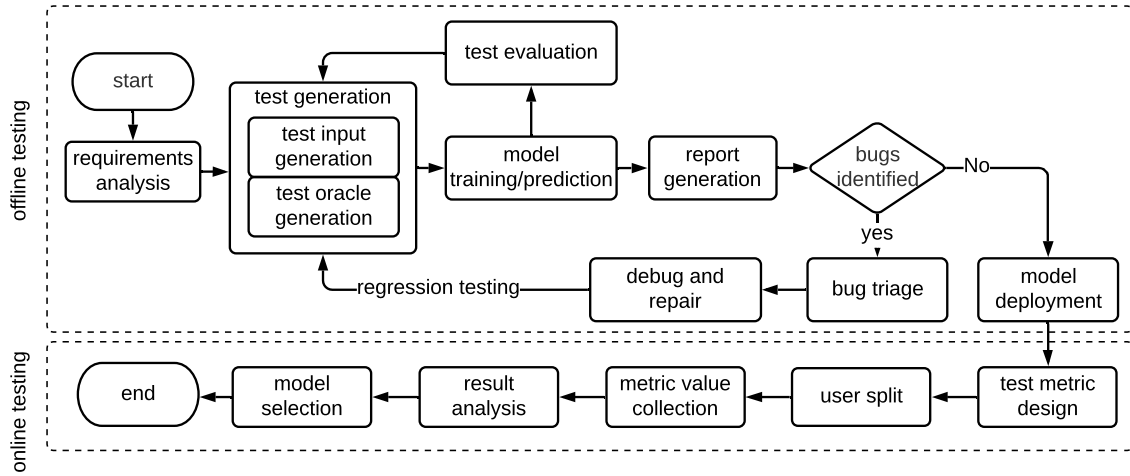 offline testing
start
requirements
analysis
test generation
test input
generation
test oracle
generation
test evaluation
model
training/prediction
report
generation
bugs
identified
No
yes
regression testing
debug and
repair
bug triage
model
deployment
online testing
end
model
selection
result
analysis
metric value
collection
user split
test metric
design